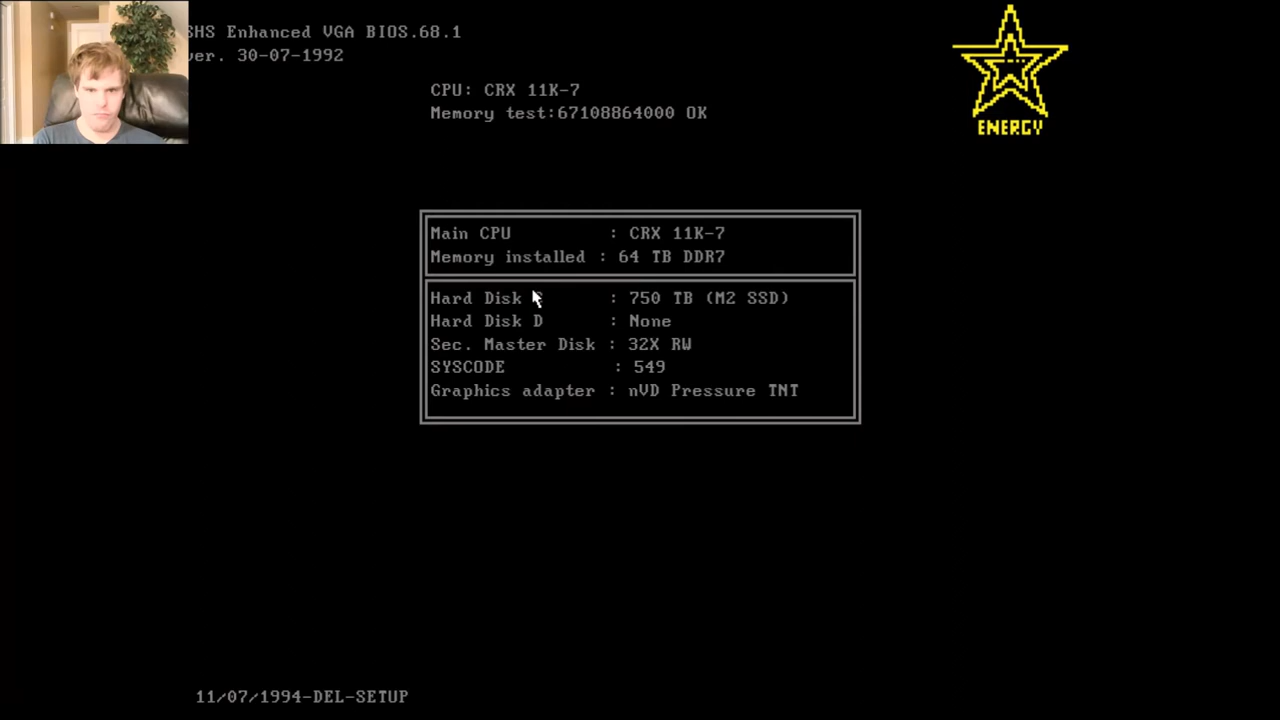 SHS Enhanced VGA BIOS.68.1
ver. 30-07-1992
ENERGY
CPU: CRX 11K-7
Memory test:67108864000 OK
Main CPU : CRX 11K-7
Memory installed : 64 TB DDR7
Hard Disk : 750 TB (M2 SSD)
Hard Disk D : None
Sec. Master Disk : 32X RW
SYSCODE : 549
Graphics adapter : nVD Pressure TNT
11/07/1994-DEL-SETUP